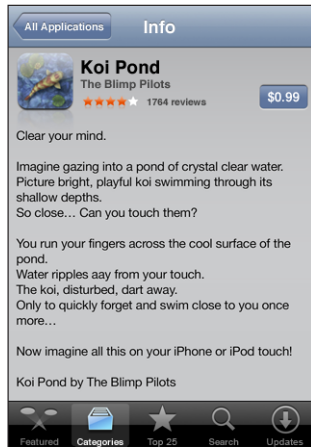 All Applications
Info
Koi Pond
The Blimp Pilots
1764 reviews
$0.99
Clear your mind.
Imagine gazing into a pond of crystal clear water.
Picture bright, playful koi swimming through its
shallow depths.
So close... Can you touch them?
You run your fingers across the cool surface of the
pond.
Water ripples aay from your touch.
The koi, disturbed, dart away.
Only to quickly forget and swim close to you once
more...
Now imagine all this on your iPhone or iPod touch!
Koi Pond by The Blimp Pilots
Featured
Categories
Top 25
Search
Updates